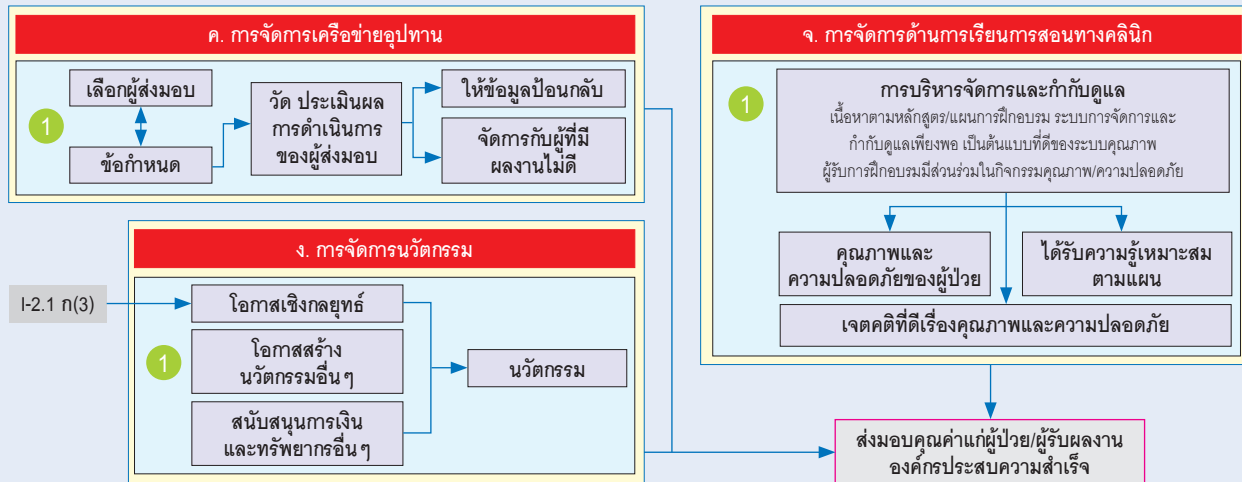 ค. การจัดการเครือข่ายอุปทาน
1
เลือกผู้ส่งมอบ
ข้อกำหนด
วัด ประเมินผล
การดำเนินการ
ของผู้ส่งมอบ
ให้ข้อมูลป้อนกลับ
จัดการกับผู้ที่มี
ผลงานไม่ดี
ง. การจัดการนวัตกรรม
I-2.1 ก(3)
1
โอกาสเชิงกลยุทธ์
โอกาสสร้าง
นวัตกรรมอื่นๆ
สนับสนุนการเงิน
และทรัพยากรอื่นๆ
นวัตกรรม
จ. การจัดการด้านการเรียนการสอนทางคลินิก
1
การบริหารจัดการและกำกับดูแล
เนื้อหาตามหลักสูตร/แผนการฝึกอบรม ระบบการจัดการและ
กำกับดูแลเพียงพอ เป็นต้นแบบที่ดีของระบบคุณภาพ
ผู้รับการฝึกอบรมมีส่วนร่วมในกิจกรรมคุณภาพ/ความปลอดภัย
คุณภาพและ
ความปลอดภัยของผู้ป่วย
ได้รับความรู้เหมาะสม
ตามแผน
เจตคติที่ดีเรื่องคุณภาพและความปลอดภัย
ส่งมอบคุณค่าแก่ผู้ป่วย/ผู้รับผลงาน
องค์กรประสบความสำเร็จ